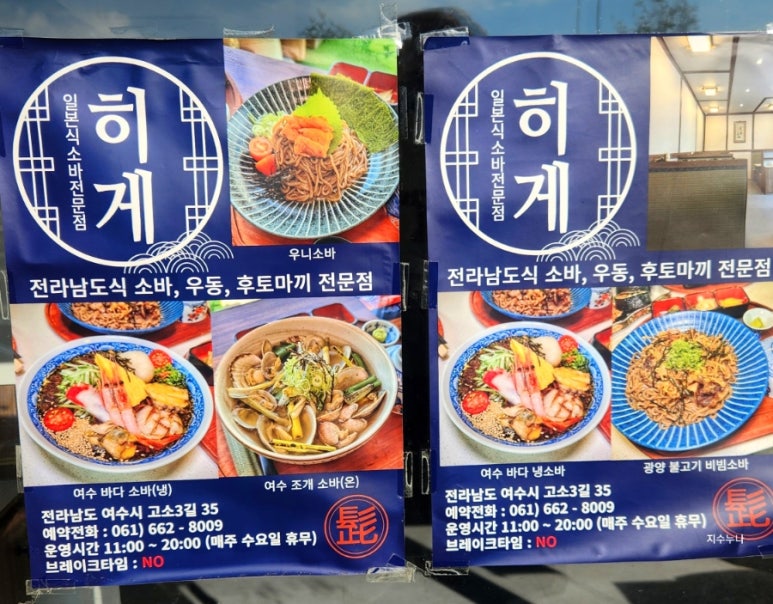 히게
일본식 소바전문점
우니소바
전라남도식 소바, 우동, 후토마끼 전문점
여수 바다 소바(냉)
여수 조개 소바(온)
전라남도 여수시 고소3길 35
예약전화 : 061) 662 - 8009
운영시간 11:00 ~ 20:00 (매주 수요일 휴무)
브레이크타임 : NO
髭
히게
일본식 소바전문점
전라남도식 소바, 우동, 후토마끼 전문점
여수 바다 냉소바
광양 불고기 비빔소바
전라남도 여수시 고소3길 35
예약전화 : 061) 662 - 8009
운영시간 11:00 ~ 20:00 (매주 수요일 휴무)
브레이크타임 : NO
髭
지수누나